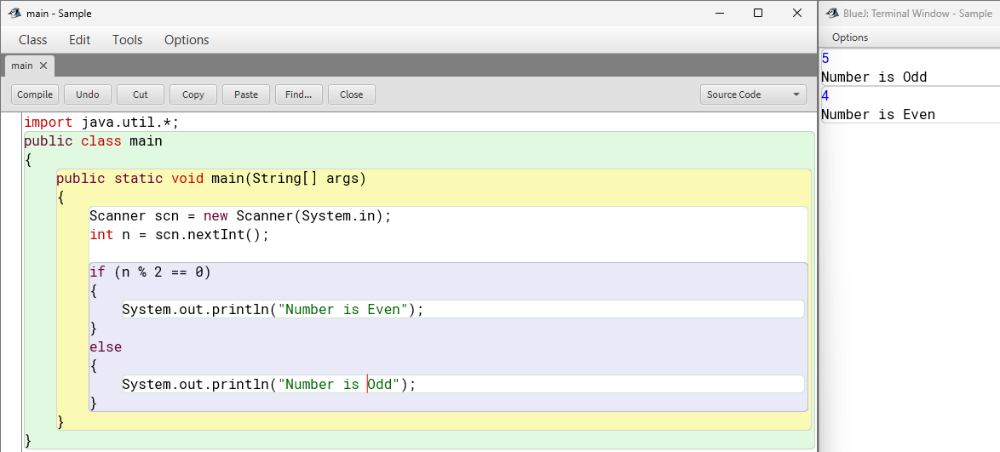 main - Sample
Class Edit Tools Options
main
Compile Undo Cut Copy Paste Find... Close Source Code
import java.util.*;
public class main
{
    public static void main(String[] args)
    {
        Scanner scn = new Scanner(System.in);
        int n = scn.nextInt();

        if (n % 2 == 0)
        {
            System.out.println("Number is Even");
        }
        else
        {
            System.out.println("Number is Odd");
        }
    }
}
BlueJ: Terminal Window - Sample
Options
5
Number is Odd
4
Number is Even